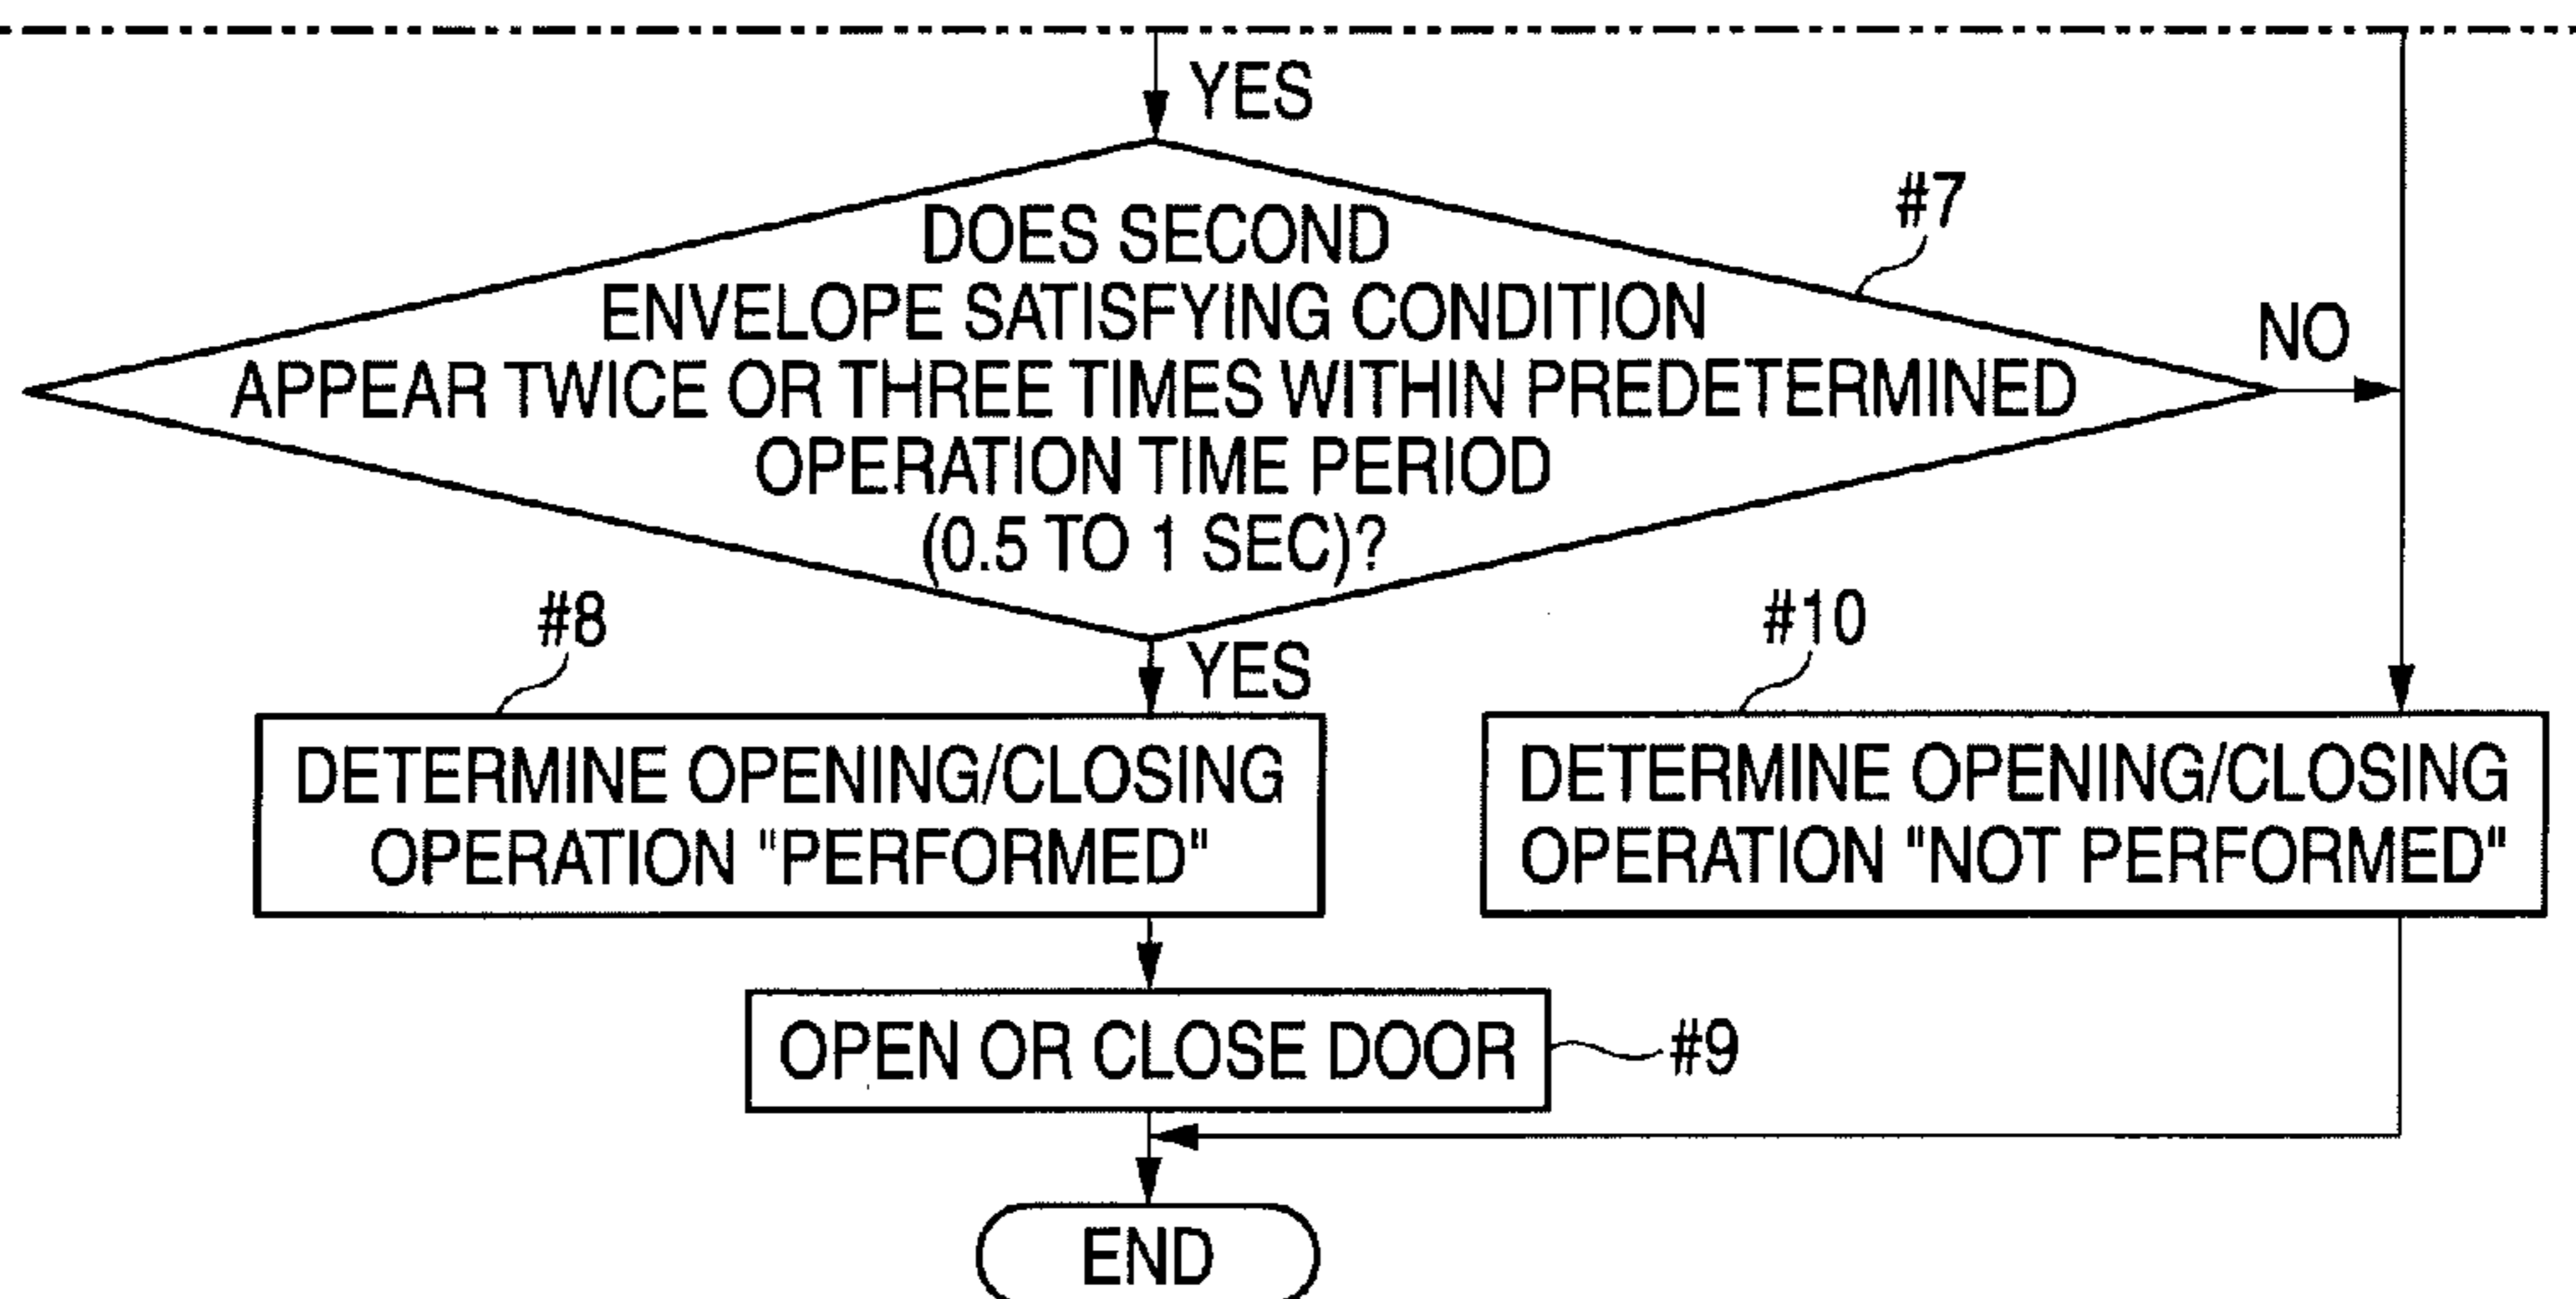 YES
#7
DOES SECOND
ENVELOPE SATISFYING CONDITION
APPEAR TWICE OR THREE TIMES WITHIN PREDETERMINED
OPERATION TIME PERIOD
(0.5 TO 1 SEC)?
NO
YES
#8
DETERMINE OPENING/CLOSING
OPERATION "PERFORMED"
#10
DETERMINE OPENING/CLOSING
OPERATION "NOT PERFORMED"
OPEN OR CLOSE DOOR
#9
END